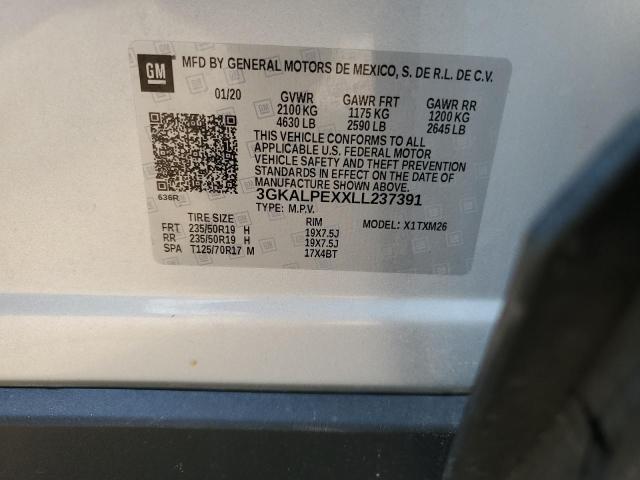 GM
MFD BY GENERAL MOTORS DE MEXICO, S. DE R.L. DE C.V.
01/20 GVWR GAWR FRT GAWR RR
2100 KG 1175 KG 1200 KG
4630 LB 2590 LB 2645 LB
THIS VEHICLE CONFORMS TO ALL
APPLICABLE U.S. FEDERAL MOTOR
VEHICLE SAFETY AND THEFT PREVENTION
STANDARDS IN EFFECT ON THE DATE OF
MANUFACTURE SHOWN ABOVE.
636R 3GKALPEXXLL237391
TYPE: M.P.V. MODEL: X1TXM26
TIRE SIZE RIM
FRT 235/50R19 H 19X7.5J
RR 235/50R19 H 19X7.5J
SPA T125/70R17 M 17X4BT